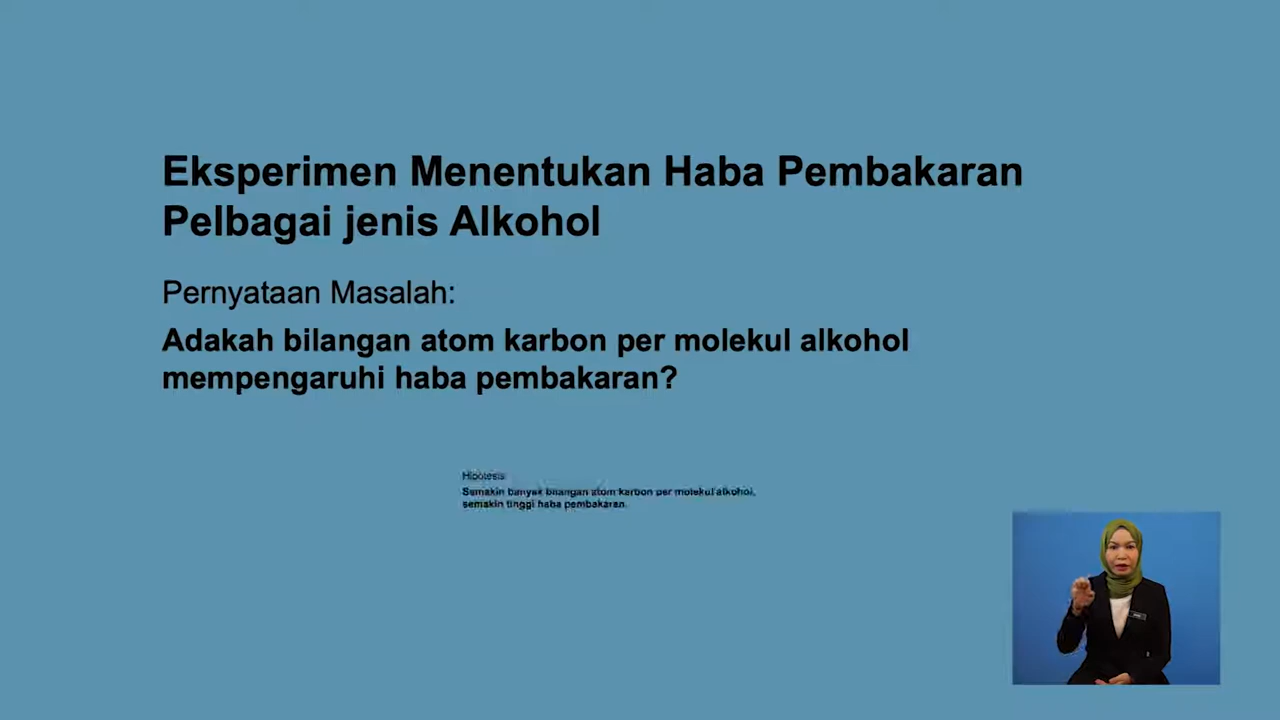 Eksperimen Menentukan Haba Pembakaran
Pelbagai jenis Alkohol
Pernyataan Masalah:
Adakah bilangan atom karbon per molekul alkohol
mempengaruhi haba pembakaran?
Hipotesis
Semakin banyak bilangan atom karbon per molekul alkohol,
semakin tinggi haba pembakaran.